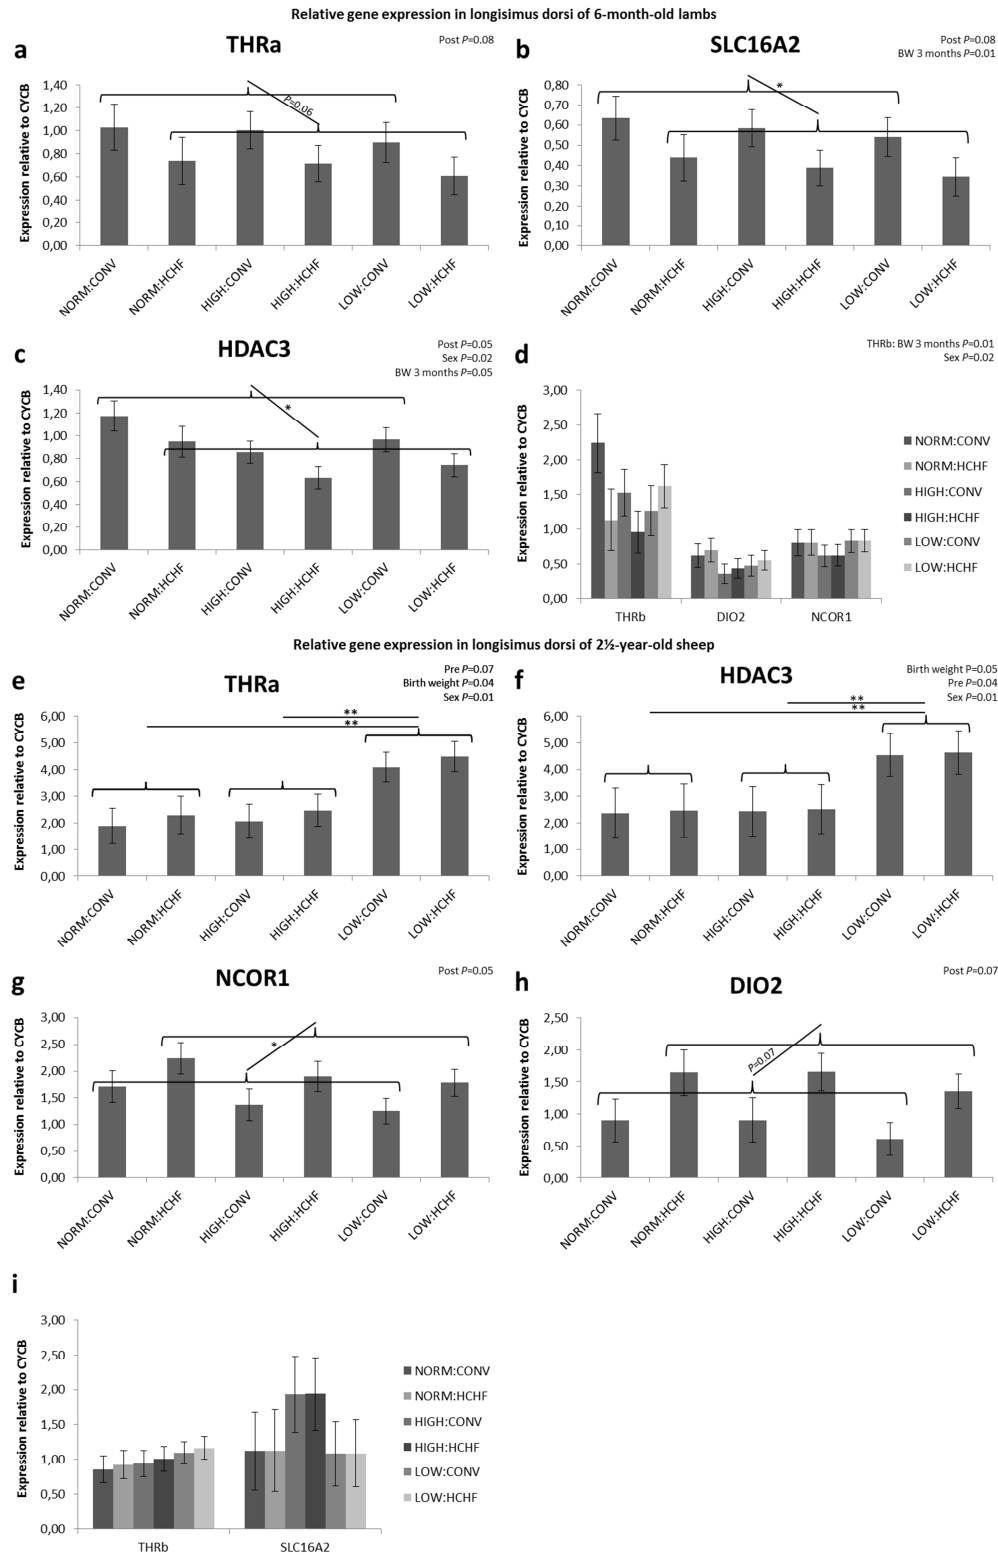 Relative gene expression in longisimus dorsi of 6-month-old lambs
a
THRa
Post P=0.08
Expression relative to CYCB
1,40
1,20
1,00
0,80
0,60
0,40
0,20
0,00
P=0.06
NORM:CONV
NORM:HCHF
HIGH:CONV
HIGH:HCHF
LOW:CONV
LOW:HCHF
b
SLC16A2
Post P=0.08
BW 3 months P=0.01
Expression relative to CYCB
0,80
0,70
0,60
0,50
0,40
0,30
0,20
0,10
0,00
*
NORM:CONV
NORM:HCHF
HIGH:CONV
HIGH:HCHF
LOW:CONV
LOW:HCHF
c
HDAC3
Post P=0.05
Sex P=0.02
BW 3 months P=0.05
Expression relative to CYCB
1,40
1,20
1,00
0,80
0,60
0,40
0,20
0,00
*
NORM:CONV
NORM:HCHF
HIGH:CONV
HIGH:HCHF
LOW:CONV
LOW:HCHF
d
THRb: BW 3 months P=0.01
Sex P=0.02
Expression relative to CYCB
3,00
2,50
2,00
1,50
1,00
0,50
0,00
THRb
DIO2
NCOR1
NORM:CONV
NORM:HCHF
HIGH:CONV
HIGH:HCHF
LOW:CONV
LOW:HCHF
Relative gene expression in longisimus dorsi of 2½-year-old sheep
e
THRa
Pre P=0.07
Birth weight P=0.04
Sex P=0.01
Expression relative to CYCB
6,00
5,00
4,00
3,00
2,00
1,00
0,00
**
**
NORM:CONV
NORM:HCHF
HIGH:CONV
HIGH:HCHF
LOW:CONV
LOW:HCHF
f
HDAC3
Birth weight P=0.05
Pre P=0.04
Sex P=0.01
Expression relative to CYCB
6,00
5,00
4,00
3,00
2,00
1,00
0,00
**
**
NORM:CONV
NORM:HCHF
HIGH:CONV
HIGH:HCHF
LOW:CONV
LOW:HCHF
g
NCOR1
Post P=0.05
Expression relative to CYCB
3,00
2,50
2,00
1,50
1,00
0,50
0,00
*
NORM:CONV
NORM:HCHF
HIGH:CONV
HIGH:HCHF
LOW:CONV
LOW:HCHF
h
DIO2
Post P=0.07
Expression relative to CYCB
2,50
2,00
1,50
1,00
0,50
0,00
P=0.07
NORM:CONV
NORM:HCHF
HIGH:CONV
HIGH:HCHF
LOW:CONV
LOW:HCHF
i
Expression relative to CYCB
3,00
2,50
2,00
1,50
1,00
0,50
0,00
THRb
SLC16A2
NORM:CONV
NORM:HCHF
HIGH:CONV
HIGH:HCHF
LOW:CONV
LOW:HCHF